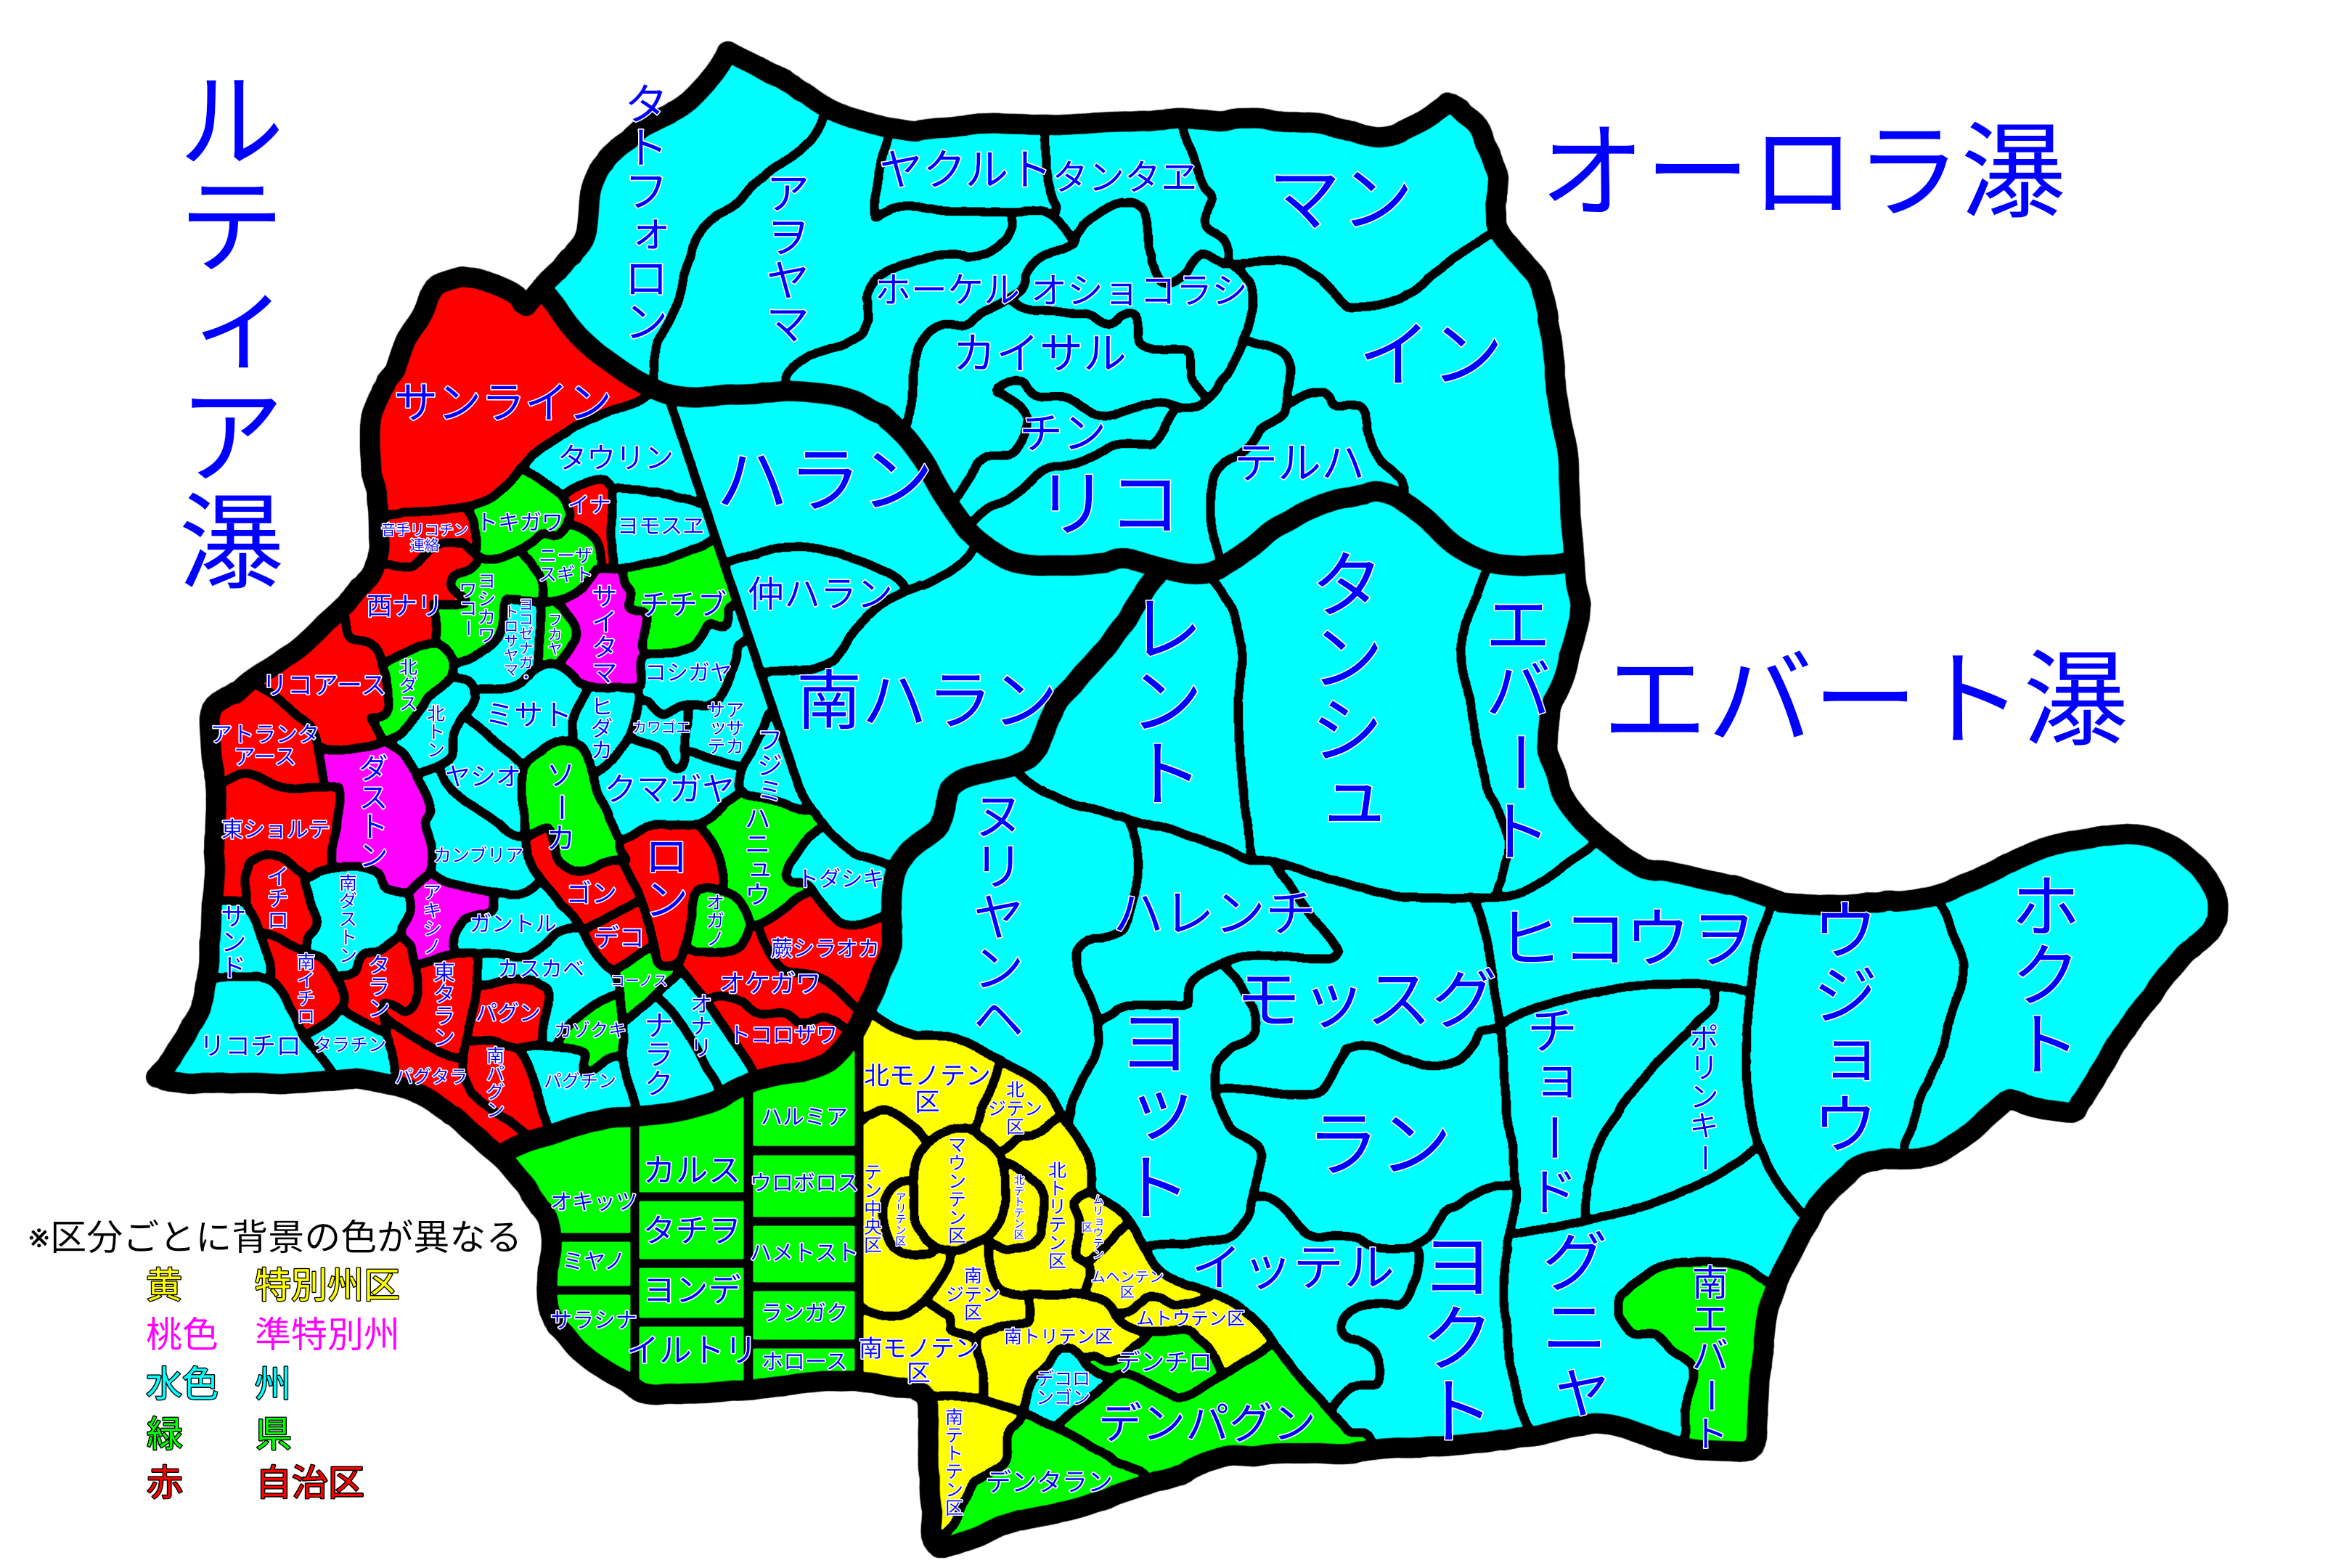 ルティア瀑
オーロラ瀑
エバート瀑
タトフォロン
アヲヤマ
ヤクルト
タンタヱ
マン
ホーケル
オショコラシ
イン
カイサル
チン
リコ
テルハ
サンライン
タウリン
ハラン
イナ
ヨモスヱ
トキガワ
音手リコチン
連絡
ニーザ
スギト
仲ハラン
西ナリ
ヨシカワ
ワコー
ヨコゼナガ・
トロサヤマ
フカヤ
サイタマ
チチブ
コシガヤ
南ハラン
レント
タンシュ
エバート
リコアース
北ダス
北トン
ミサト
ヒダカ
カワゴエ
アサカ
サッテ
フジミ
アトランタ
アース
ダストン
ヤシオ
ソーカ
クマガヤ
東ショルテ
カンブリア
ハニュウ
ロン
トダシキ
ヌリヤンヘ
ハレンチ
ヒコウヲ
ウジョウ
ホクト
イチロ
南ダストン
アキシノ
ガントル
ゴン
デコ
オガノ
蕨シラオカ
サンド
南イチロ
タラン
東タラン
カスカベ
コーノス
オケガワ
オナリ
トコロザワ
モッスグ
リコチロ
タラチン
パグン
カゾクキ
ナラク
パグタラ
南パグン
パグチン
ヨット
チョード
ポリンキー
ラン
北モノテン
区
北
ジテン
区
ハルミア
カルス
オキッツ
ウロボロス
テン中央区
アリテン区
マウンテン区
北テトテン区
北トリテン区
ムリョウテン
区
タチヲ
ミヤノ
ハメトスト
ヨンデ
サラシナ
ランガク
イルトリ
ホロース
南
ジテン
区
ムヘンテン
区
ムトウテン区
南モノテン
区
南トリテン区
デンチロ
デコロ
ンゴン
デンパグン
南テトテン区
デンタラン
イッテル
ヨクト
グニャ
南エバート
※区分ごとに背景の色が異なる
黄 特別州区
桃色 準特別州
水色 州
緑 県
赤 自治区